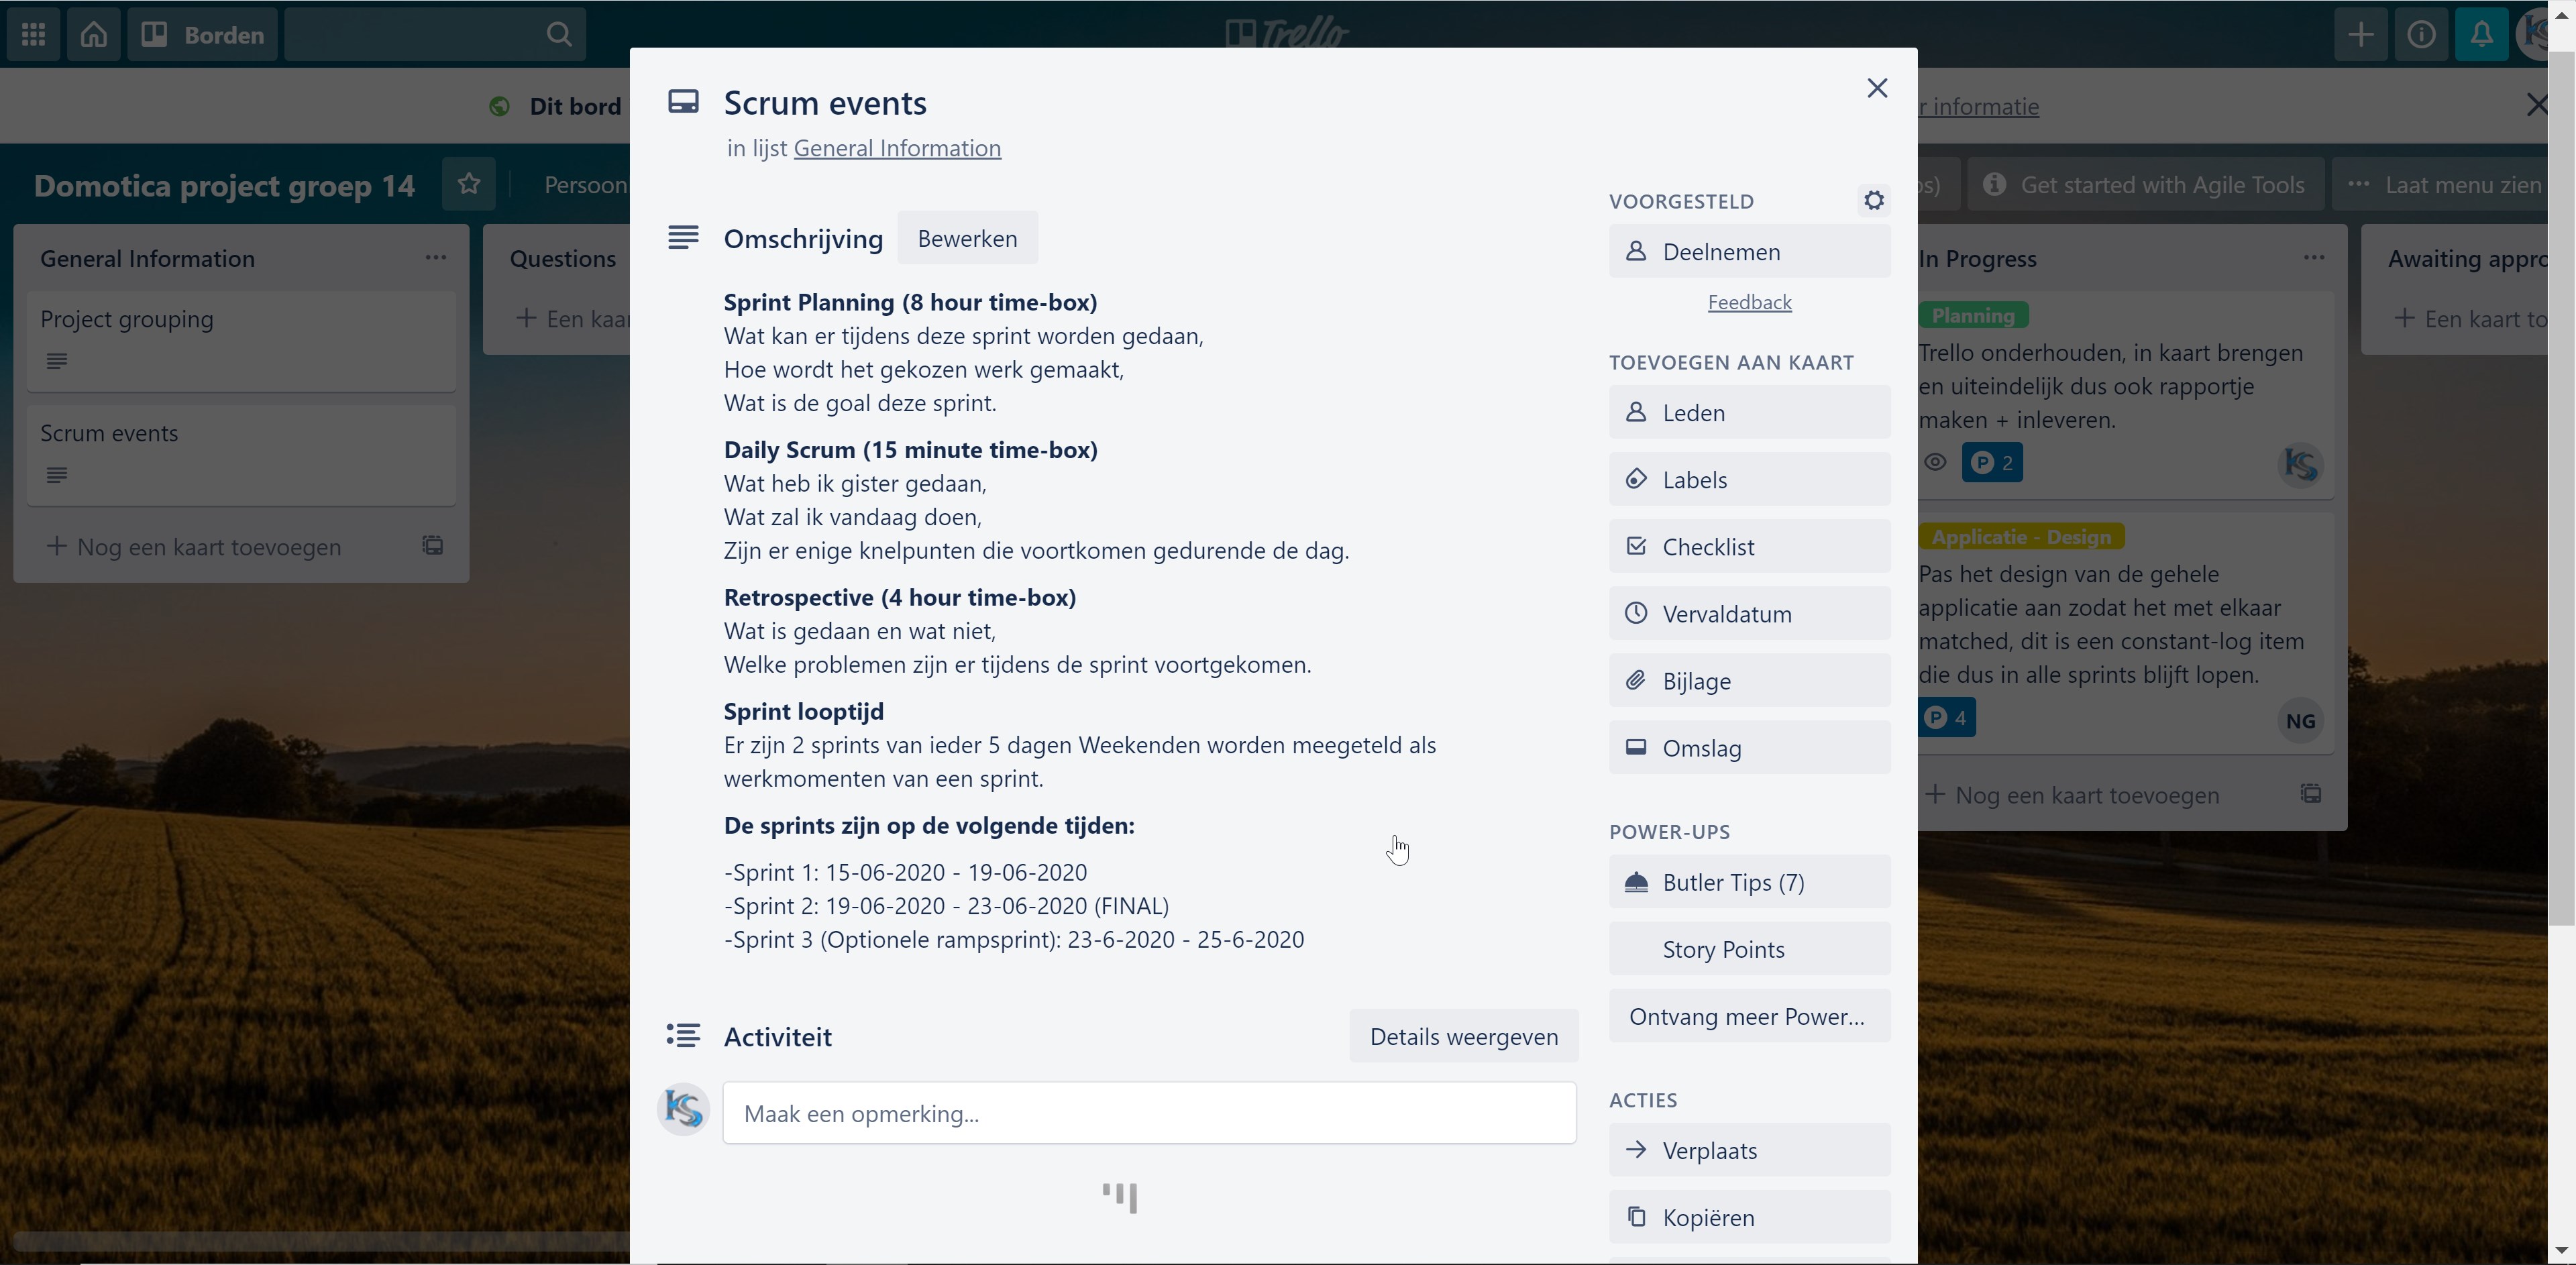 Borden
Trello
Dit bord
r informatie
Domotica project groep 14
Persoon
Get started with Agile Tools
Laat menu zien
General Information
Project grouping
Scrum events
Nog een kaart toevoegen
Questions
Een kaar
Scrum events
in lijst General Information
Omschrijving
Bewerken
Sprint Planning (8 hour time-box)
Wat kan er tijdens deze sprint worden gedaan,
Hoe wordt het gekozen werk gemaakt,
Wat is de goal deze sprint.
Daily Scrum (15 minute time-box)
Wat heb ik gister gedaan,
Wat zal ik vandaag doen,
Zijn er enige knelpunten die voortkomen gedurende de dag.
Retrospective (4 hour time-box)
Wat is gedaan en wat niet,
Welke problemen zijn er tijdens de sprint voortgekomen.
Sprint looptijd
Er zijn 2 sprints van ieder 5 dagen Weekenden worden meegeteld als
werkmomenten van een sprint.
De sprints zijn op de volgende tijden:
-Sprint 1: 15-06-2020 - 19-06-2020
-Sprint 2: 19-06-2020 - 23-06-2020 (FINAL)
-Sprint 3 (Optionele rampsprint): 23-6-2020 - 25-6-2020
Activiteit
Details weergeven
KS
Maak een opmerking...
VOORGESTELD
Deelnemen
Feedback
TOEVOEGEN AAN KAART
Leden
Labels
Checklist
Vervaldatum
Bijlage
Omslag
POWER-UPS
Butler Tips (7)
Story Points
Ontvang meer Power...
ACTIES
Verplaats
Kopiëren
In Progress
Planning
Trello onderhouden, in kaart brengen
en uiteindelijk dus ook rapportje
maken + inleveren.
P 2
KS
Applicatie - Design
Pas het design van de gehele
applicatie aan zodat het met elkaar
matched, dit is een constant-log item
die dus in alle sprints blijft lopen.
P 4
NG
Nog een kaart toevoegen
Awaiting appro
Een kaart to